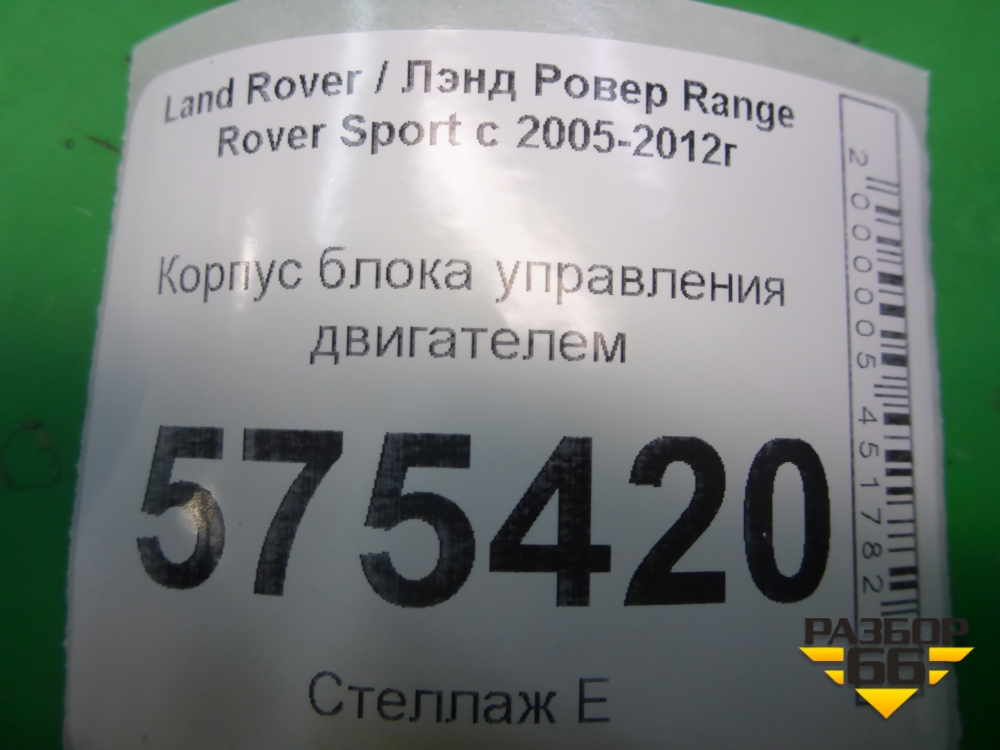 Land Rover / Лэнд Ровер Range
Rover Sport с 2005-2012г
Корпус блока управления
двигателем
575420
Стеллаж Е
2000005451782
РАЗБОР
66